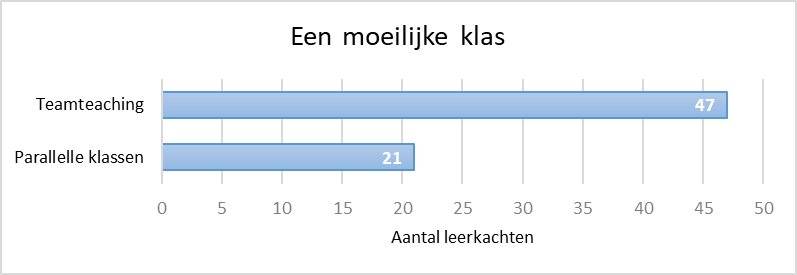 Een moeilijke klas
Teamteaching
47
Parallelle klassen
21
0 5 10 15 20 25 30 35 40 45 50
Aantal leerkachten